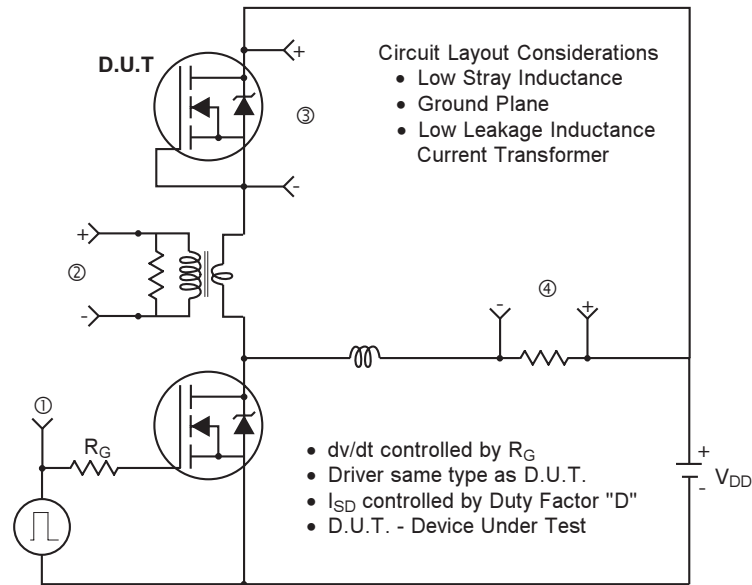 D.U.T
+
③
-
Circuit Layout Considerations
• Low Stray Inductance
• Ground Plane
• Low Leakage Inductance
Current Transformer
+
②
-
-
④
+
①
R_G
• dv/dt controlled by R_G
• Driver same type as D.U.T.
• I_SD controlled by Duty Factor "D"
• D.U.T. - Device Under Test
+
-
V_DD